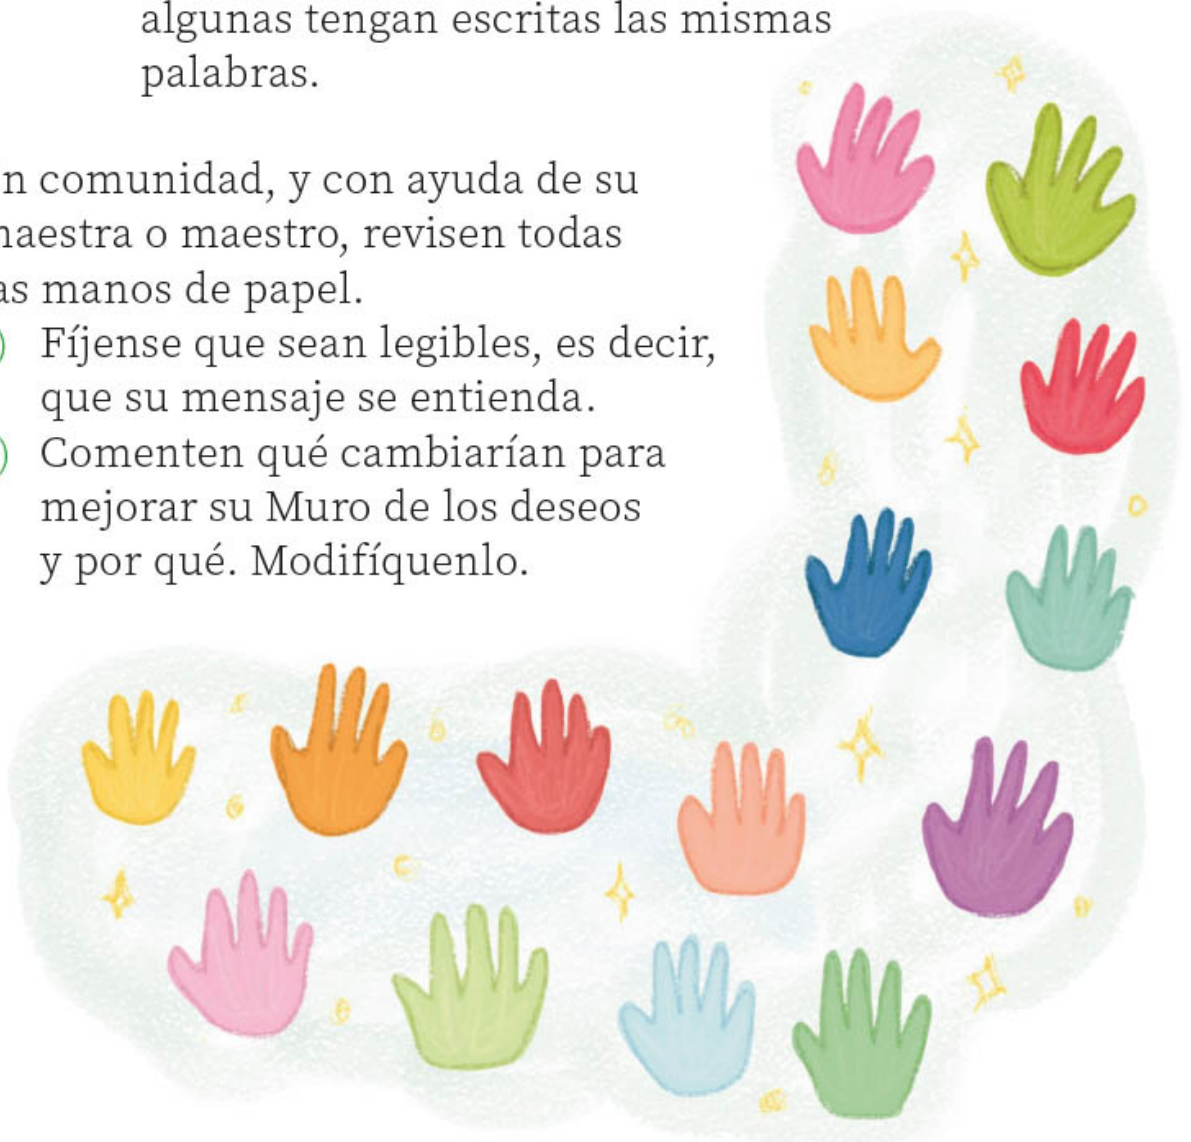 algunas tengan escritas las mismas
palabras.
n comunidad, y con ayuda de su
naestra o maestro, revisen todas
as manos de papel.
) Fíjense que sean legibles, es decir,
que su mensaje se entienda.
) Comenten qué cambiarían para
mejorar su Muro de los deseos
y por qué. Modifíquenlo.